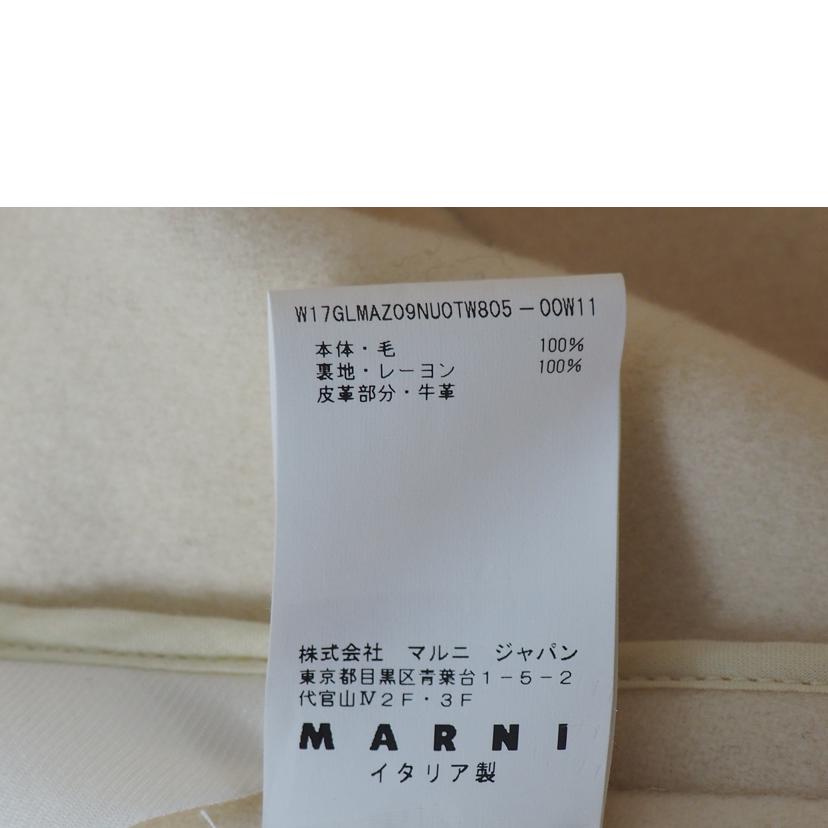 W17GLMAZ09NU0TW805-00W11
本体・毛 100%
裏地・レーヨン 100%
皮革部分・牛革
株式会社 マルニ ジャパン
東京都目黒区青葉台1-5-2
代官山Ⅳ2F・3F
MARNI
イタリア製